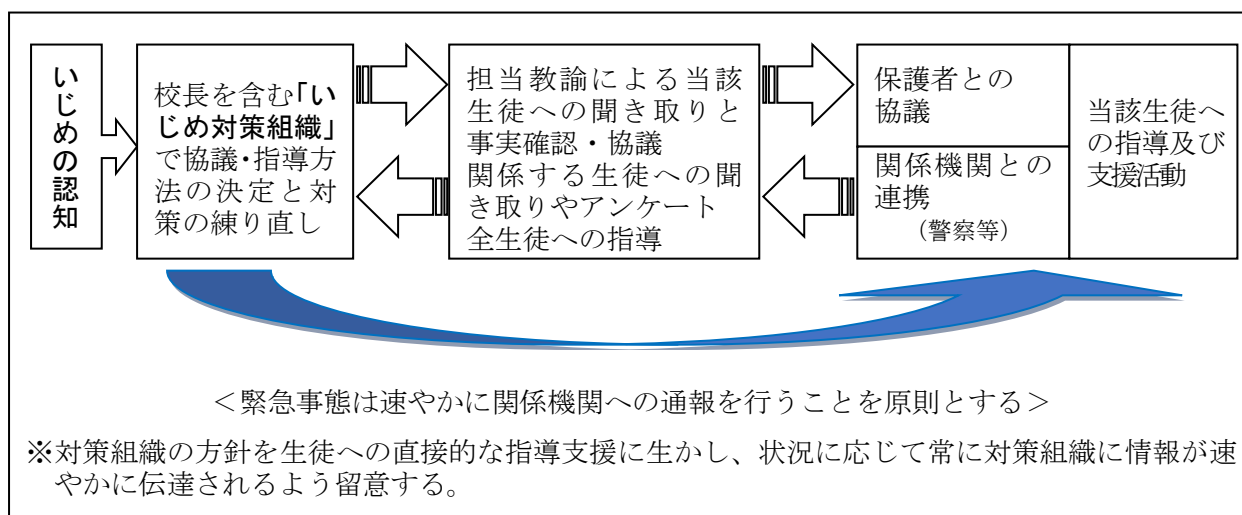 いじめの認知
校長を含む「い
じめ対策組織」
で協議・指導方
法の決定と対
策の練り直し
担当教諭による当該
生徒への聞き取りと
事実確認・協議
関係する生徒への聞
き取りやアンケート
全生徒への指導
保護者との
協議
関係機関との
連携
（警察等）
当該生徒へ
の指導及び
支援活動
＜緊急事態は速やかに関係機関への通報を行うことを原則とする＞
※対策組織の方針を生徒への直接的な指導支援に生かし、状況に応じて常に対策組織に情報が速
やかに伝達されるよう留意する。